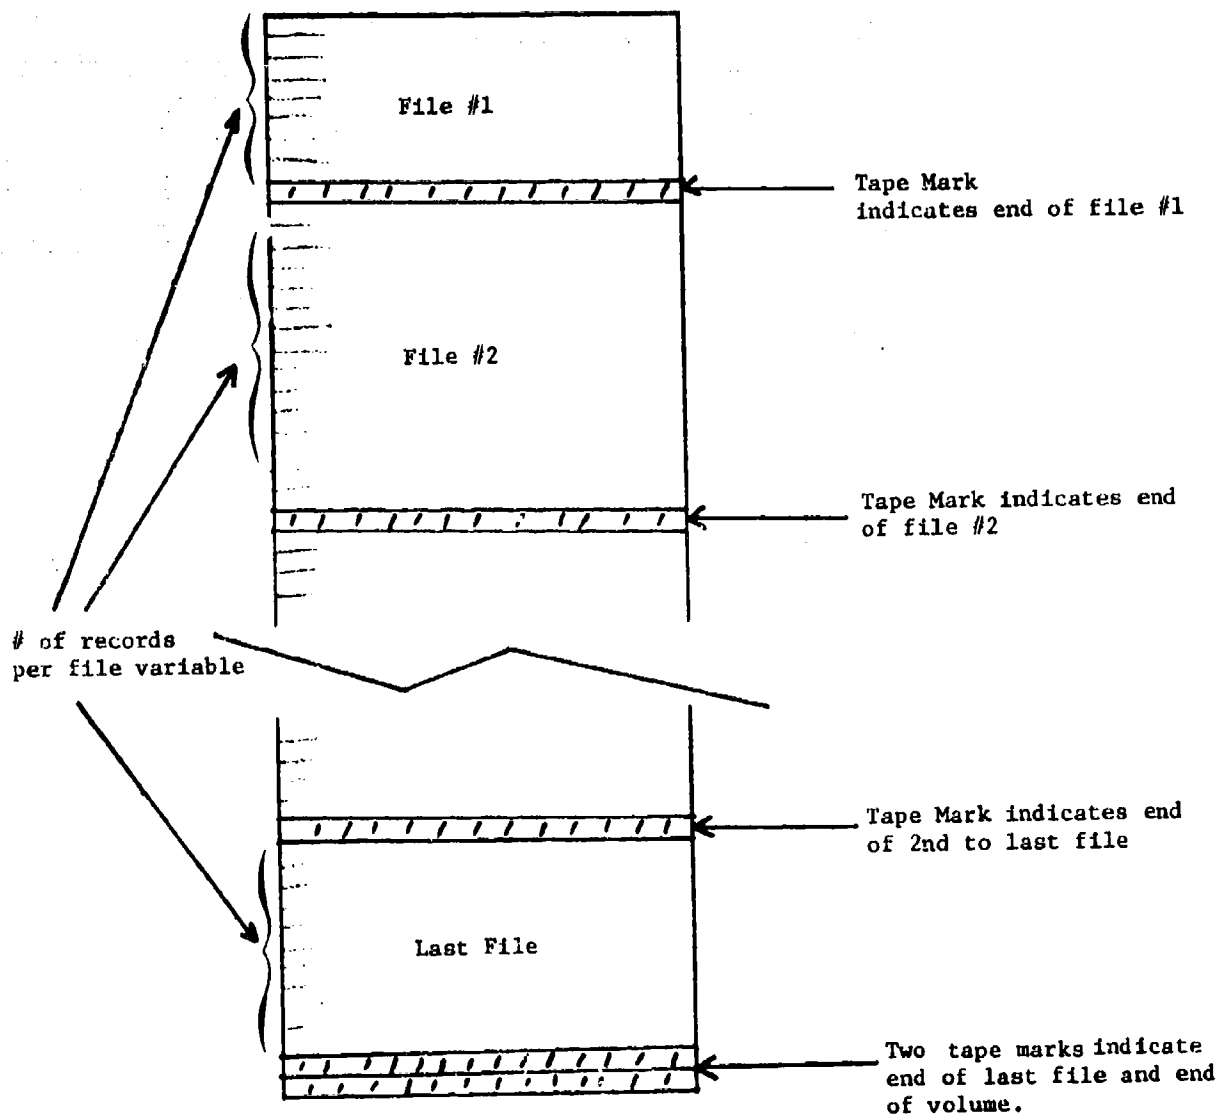 File #1
Tape Mark
indicates end of file #1
File #2
Tape Mark indicates end
of file #2
# of records
per file variable
Tape Mark indicates end
of 2nd to last file
Last File
Two tape marks indicate
end of last file and end
of volume.